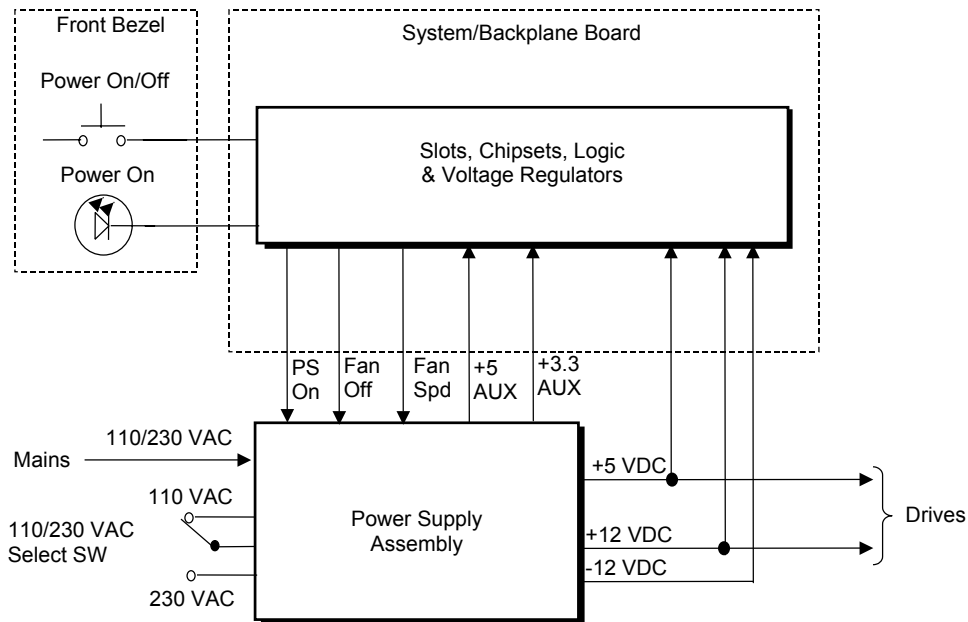 Front Bezel
System/Backplane Board
Power On/Off
Slots, Chipsets, Logic
& Voltage Regulators
Power On
PS
On
Fan
Off
Fan
Spd
+5
AUX
+3.3
AUX
110/230 VAC
Mains
+5 VDC
110 VAC
110/230 VAC
Select SW
Power Supply
Assembly
Drives
+12 VDC
-12 VDC
230 VAC